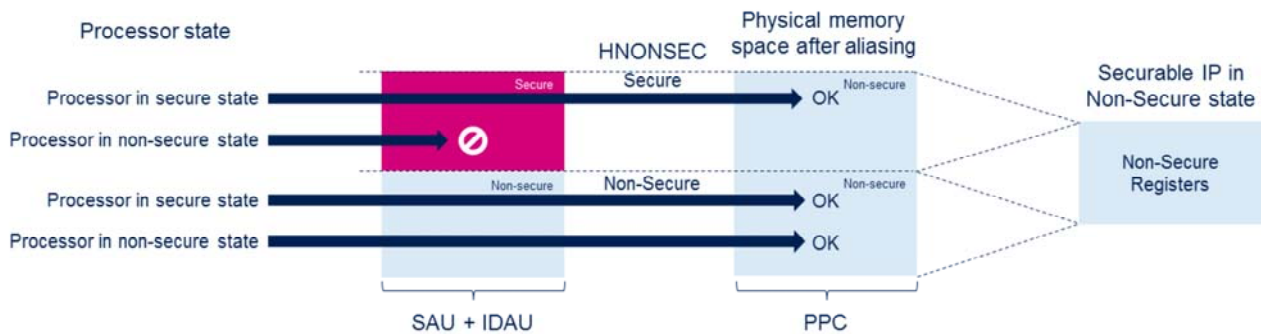 Processor state
HNONSEC
Physical memory
space after aliasing
Securable IP in
Non-Secure state
Processor in secure state
Secure
Secure
OK
Non-secure
Processor in non-secure state
Non-Secure
Registers
Processor in secure state
Non-secure
Non-Secure
OK
Non-secure
Processor in non-secure state
OK
SAU + IDAU
PPC